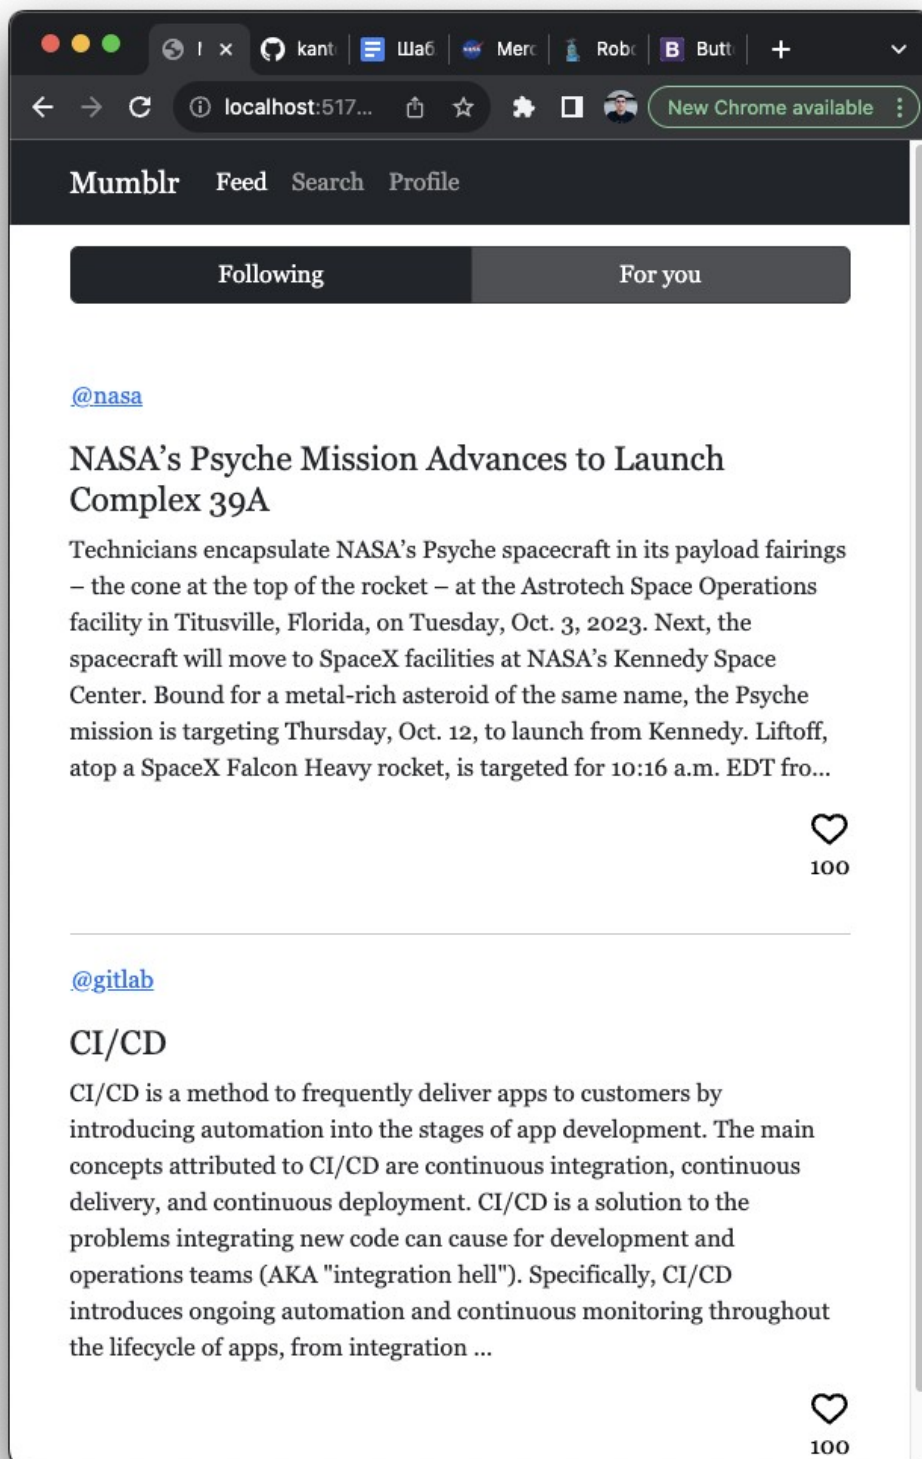 kant
Шаб
Merc
Robo
Butt
localhost:517...
New Chrome available
Mumblr
Feed
Search
Profile
Following
For you
@nasa
NASA’s Psyche Mission Advances to Launch
Complex 39A
Technicians encapsulate NASA’s Psyche spacecraft in its payload fairings
– the cone at the top of the rocket – at the Astrotech Space Operations
facility in Titusville, Florida, on Tuesday, Oct. 3, 2023. Next, the
spacecraft will move to SpaceX facilities at NASA’s Kennedy Space
Center. Bound for a metal-rich asteroid of the same name, the Psyche
mission is targeting Thursday, Oct. 12, to launch from Kennedy. Liftoff,
atop a SpaceX Falcon Heavy rocket, is targeted for 10:16 a.m. EDT fro...
100
@gitlab
CI/CD
CI/CD is a method to frequently deliver apps to customers by
introducing automation into the stages of app development. The main
concepts attributed to CI/CD are continuous integration, continuous
delivery, and continuous deployment. CI/CD is a solution to the
problems integrating new code can cause for development and
operations teams (AKA "integration hell"). Specifically, CI/CD
introduces ongoing automation and continuous monitoring throughout
the lifecycle of apps, from integration ...
100